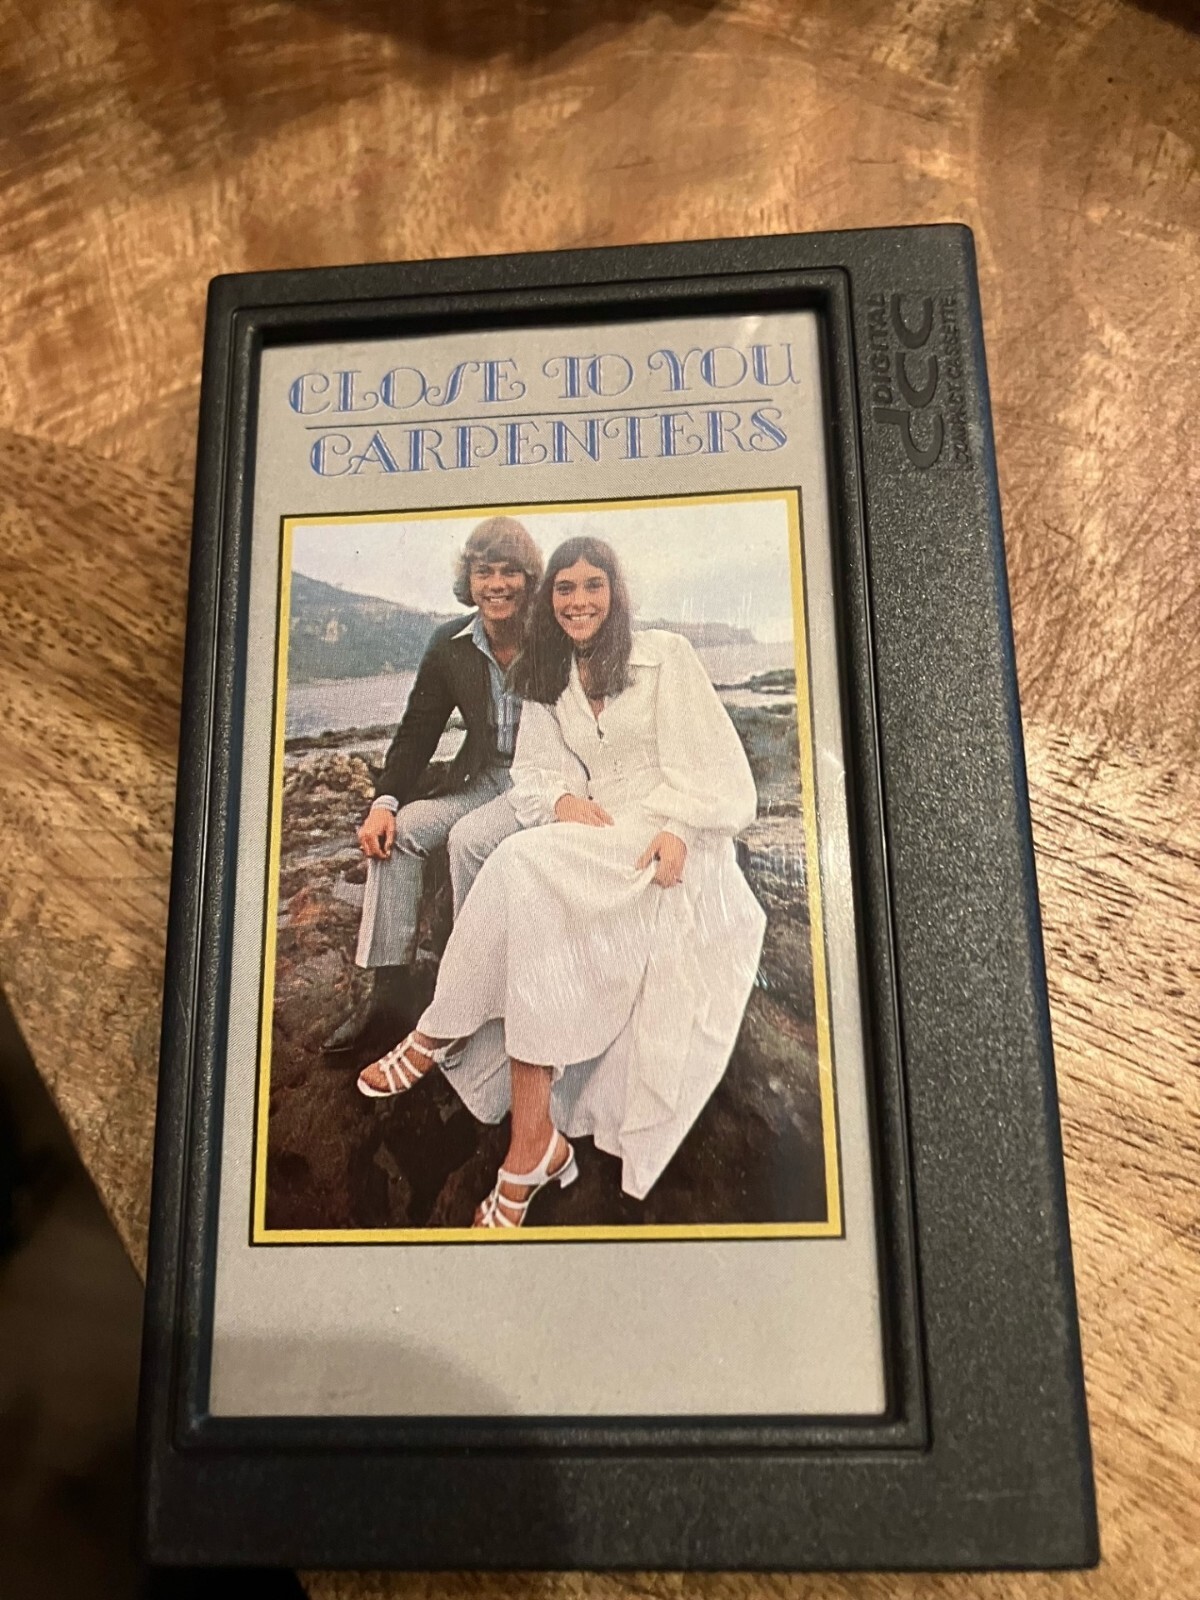 CLOSE TO YOU
CARPENTERS
DIGITAL
dcc
COMPACT CASSETTE